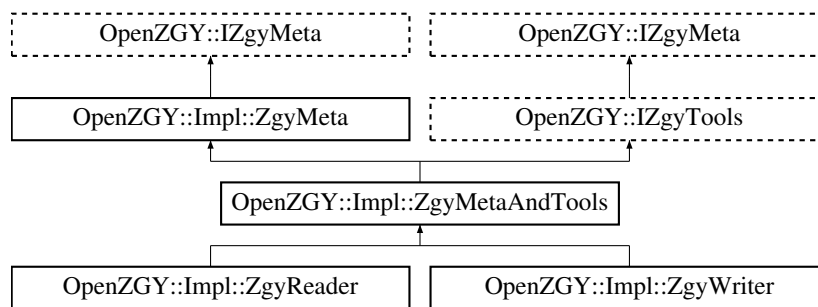 OpenZGY::IZgyMeta
OpenZGY::IZgyMeta
OpenZGY::Impl::ZgyMeta
OpenZGY::IZgyTools
OpenZGY::Impl::ZgyMetaAndTools
OpenZGY::Impl::ZgyReader
OpenZGY::Impl::ZgyWriter